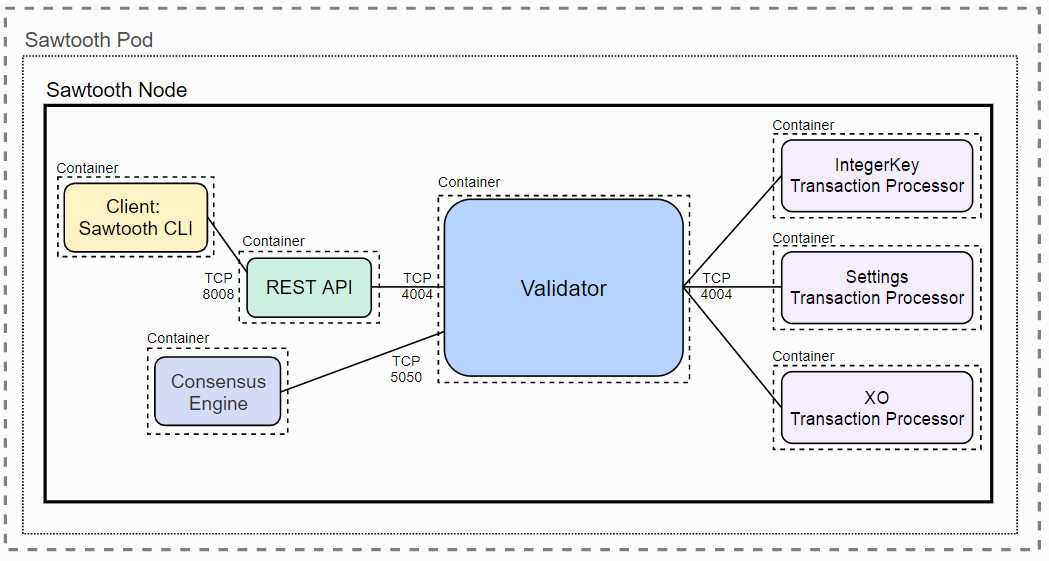 Sawtooth Pod
Sawtooth Node
Container
Client:
Sawtooth CLI
TCP
8008
Container
REST API
TCP
4004
Container
Consensus
Engine
TCP
5050
Container
Validator
TCP
4004
Container
IntegerKey
Transaction Processor
Container
Settings
Transaction Processor
Container
XO
Transaction Processor